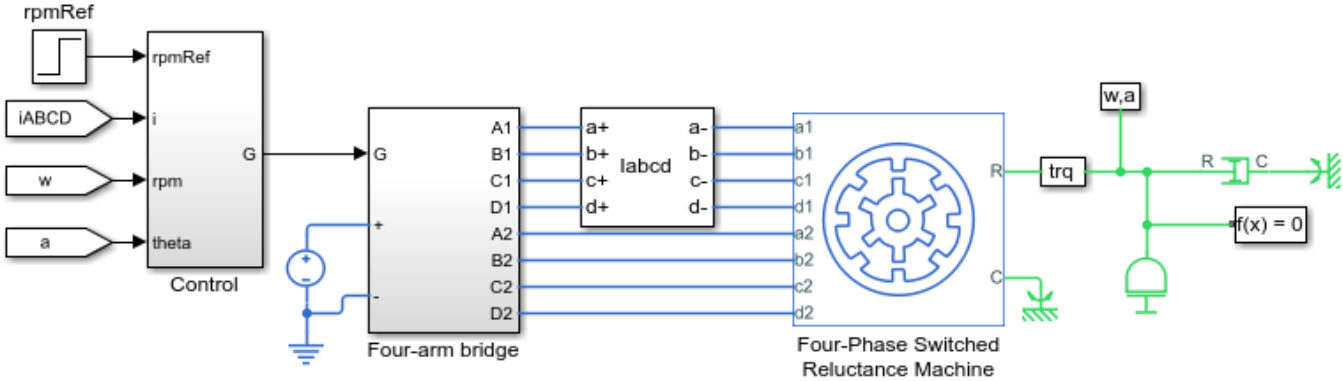 rpmRef
rpmRef
iABCD
i
w
rpm
a
theta
G
Control
G
+
-
A1
B1
C1
D1
A2
B2
C2
D2
Four-arm bridge
a+
b+
c+
d+
Iabcd
a-
b-
c-
d-
a1
b1
c1
d1
a2
b2
c2
d2
R
C
Four-Phase Switched
Reluctance Machine
trq
w,a
R
C
f(x) = 0